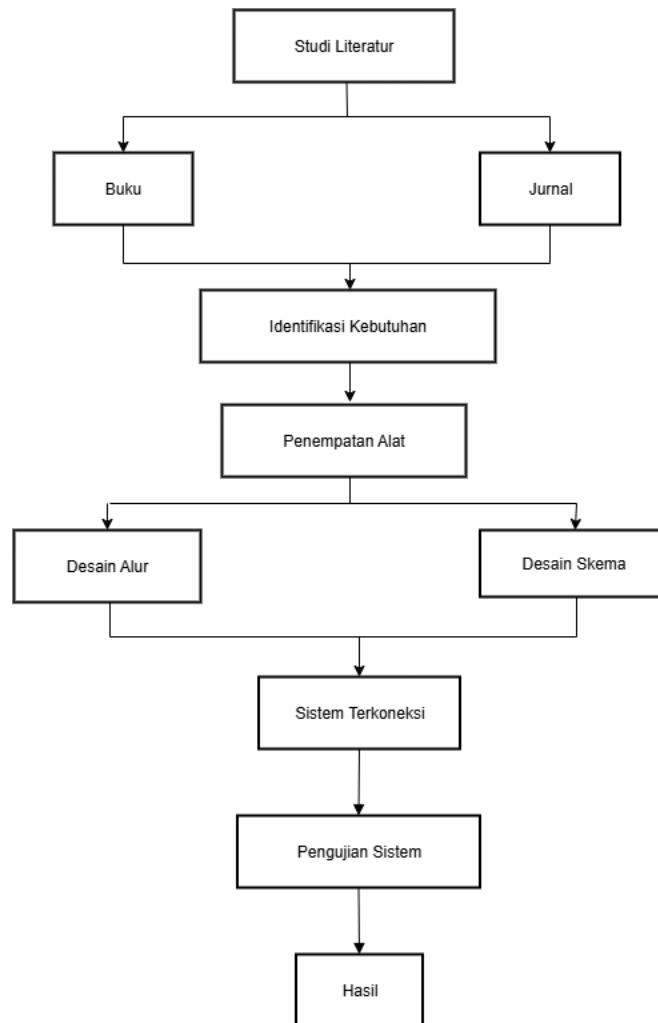 Studi Literatur
Buku
Jurnal
Identifikasi Kebutuhan
Penempatan Alat
Desain Alur
Desain Skema
Sistem Terkoneksi
Pengujian Sistem
Hasil